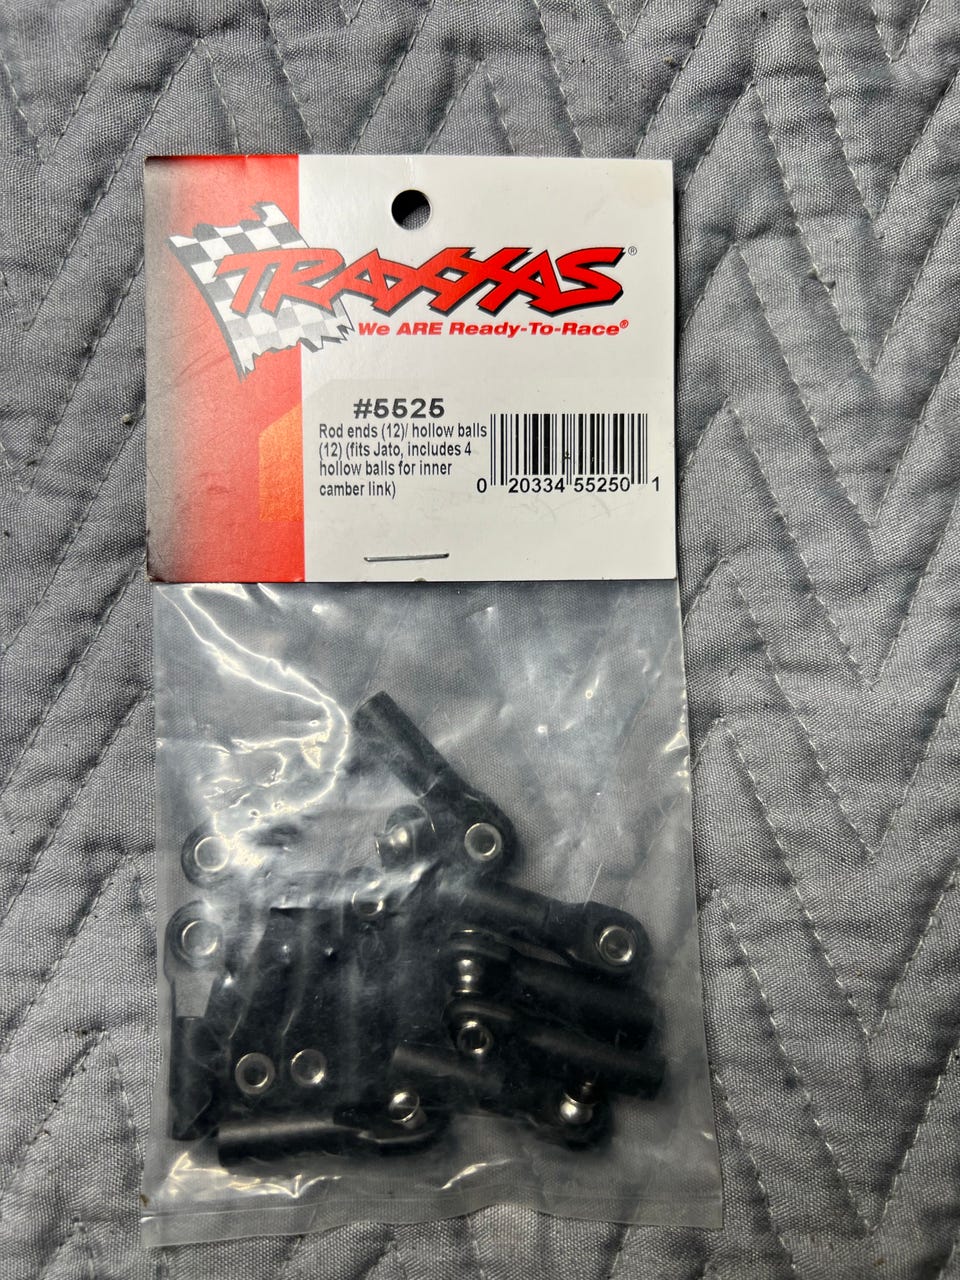 TRAXXAS®
We ARE Ready-To-Race®
#5525
Rod ends (12)/ hollow balls
(12) (fits Jato, includes 4
hollow balls for inner
camber link)
0 20334 55250 1